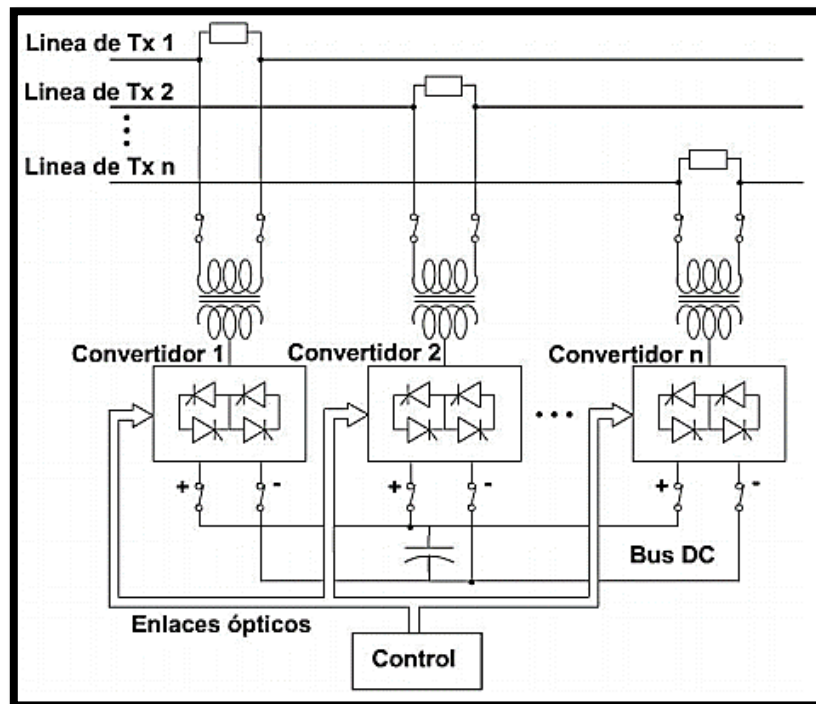 Linea de Tx 1
Linea de Tx 2
Linea de Tx n
Convertidor 1
Convertidor 2
Convertidor n
+
-
+
-
+
-
Bus DC
Enlaces ópticos
Control